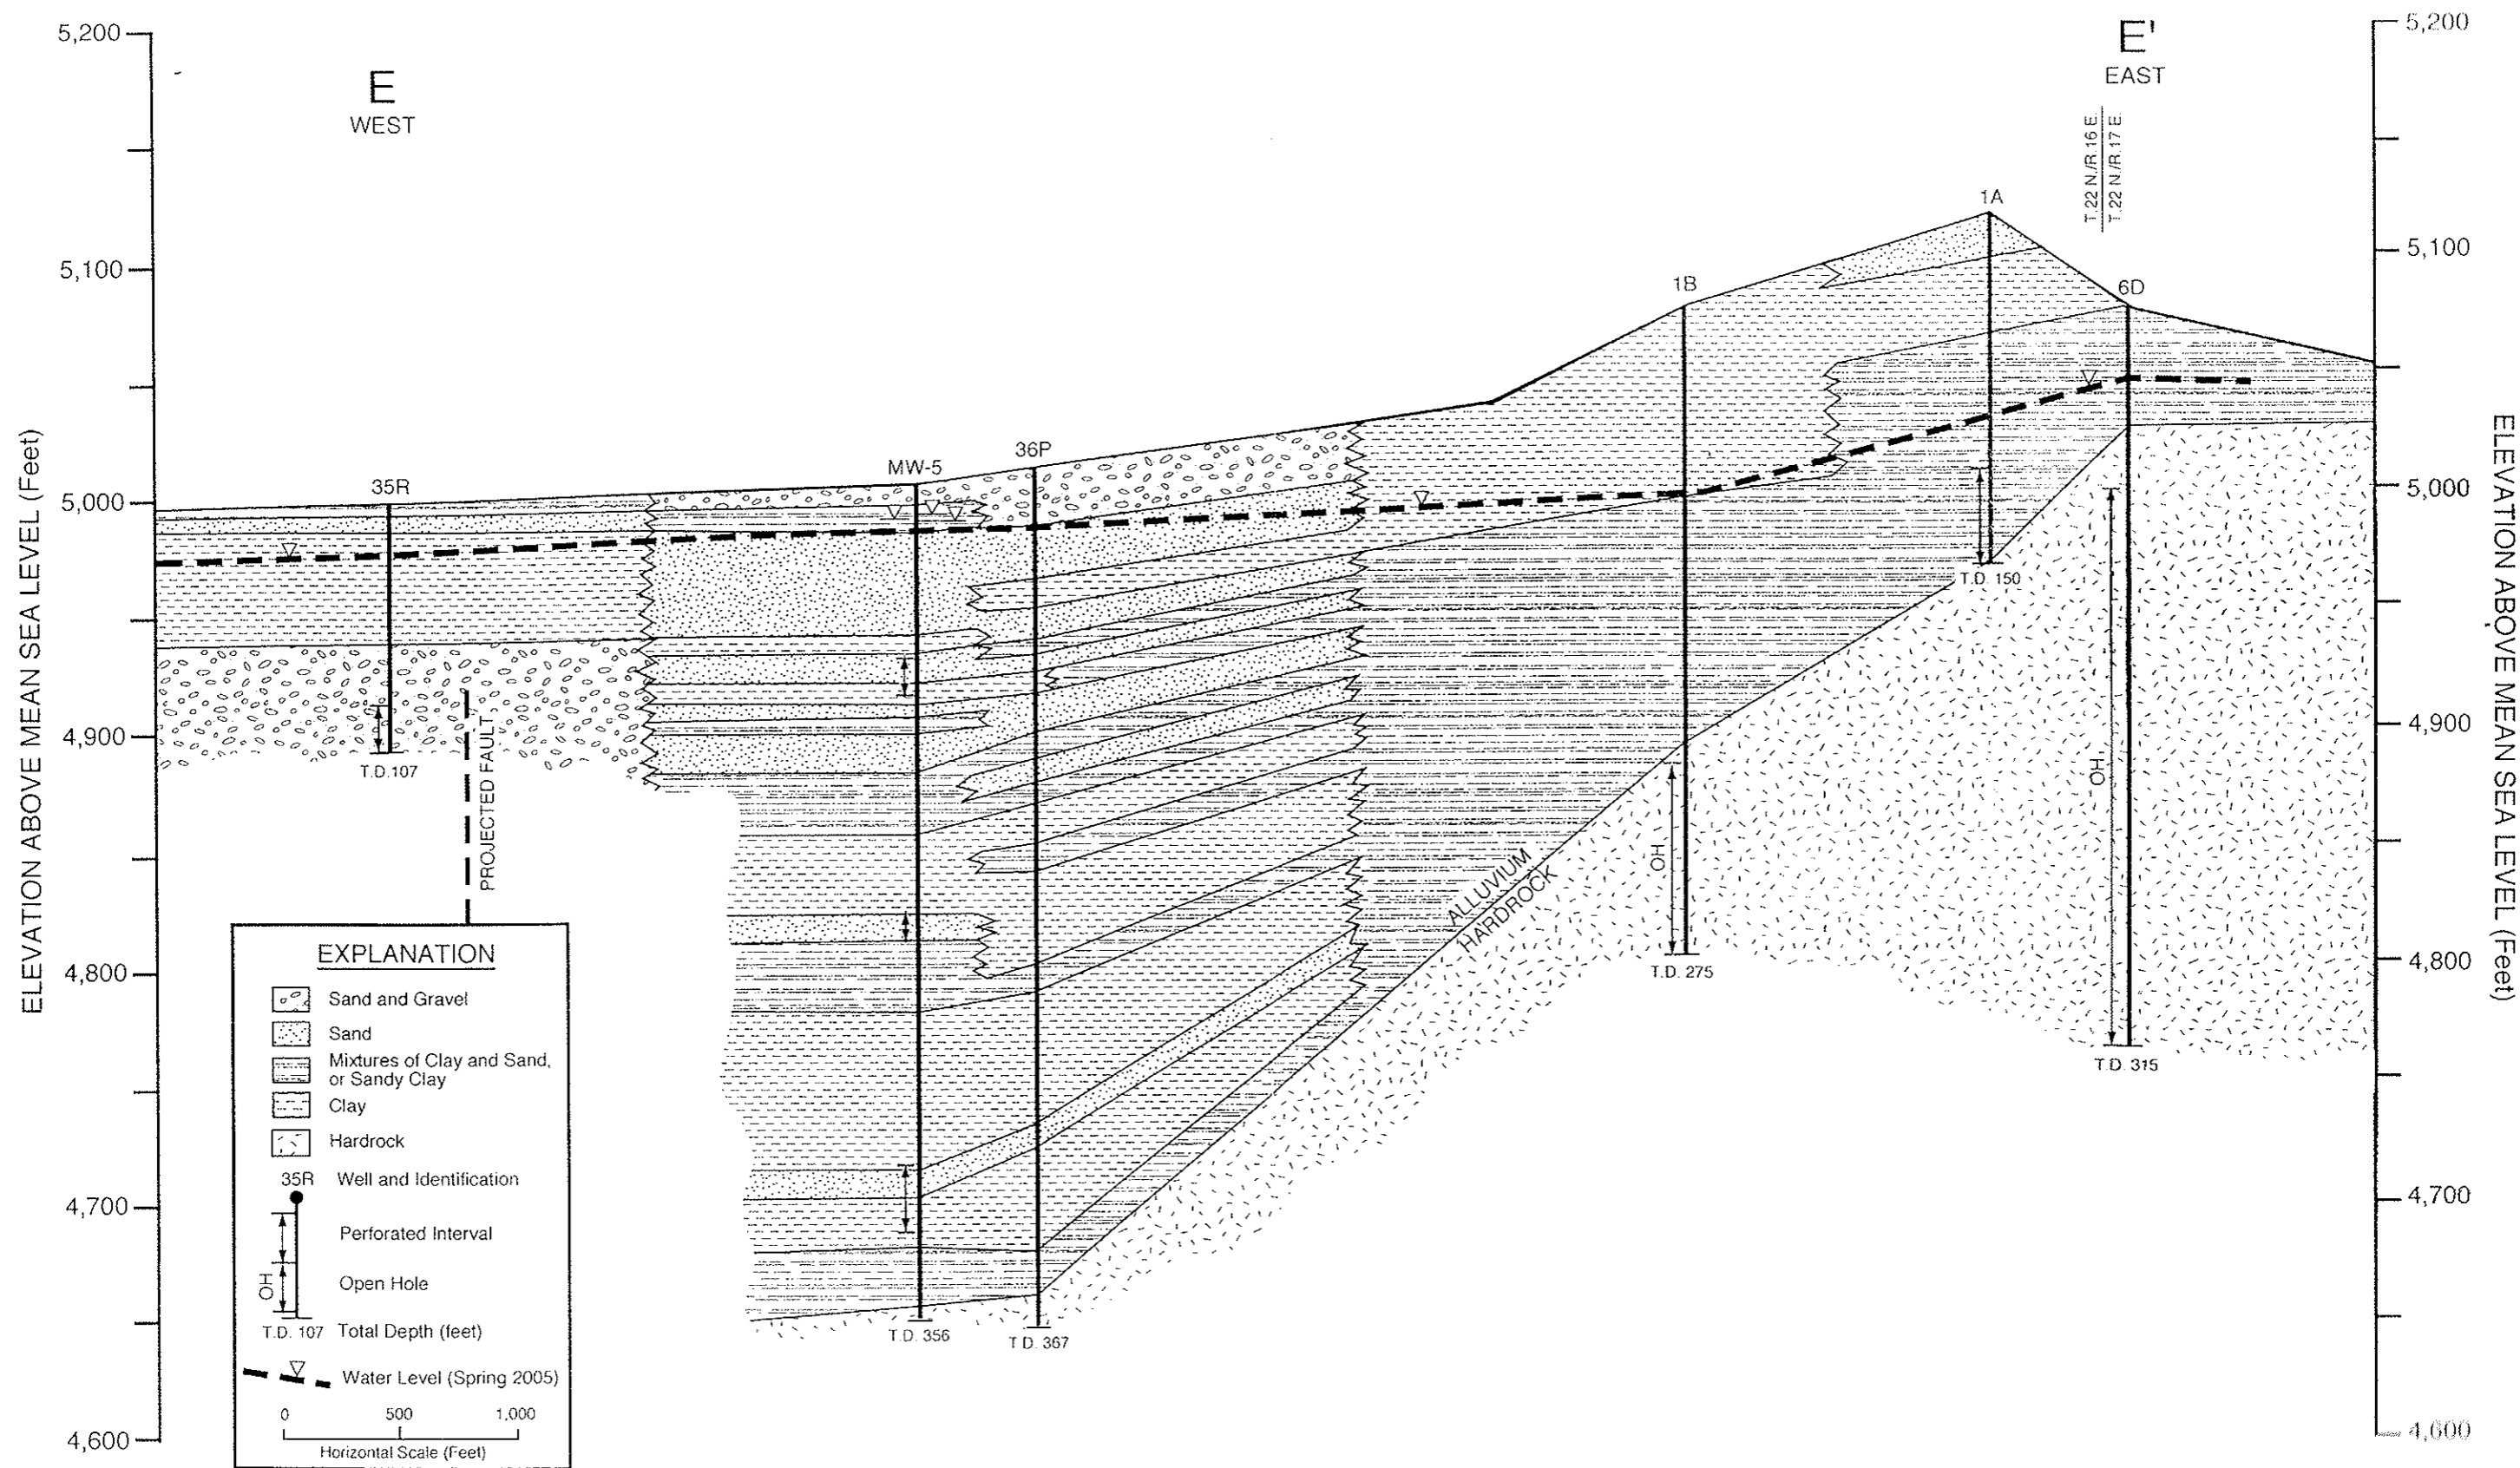 5,200
5,200
E
WEST
E'
EAST
T.22 N./R.16 E.
T.22 N./R.17 E.
1A
5,100
5,100
1B
6D
ELEVATION ABOVE MEAN SEA LEVEL (Feet)
ELEVATION ABOVE MEAN SEA LEVEL (Feet)
36P
MW-5
35R
5,000
5,000
T.D. 150
4,900
4,900
T.D.107
PROJECTED FAULT
OH
OH
ALLUVIUM
HARDROCK
4,800
4,800
T.D. 275
T.D. 315
4,700
4,700
T.D. 356
T.D. 367
4,600
4,600
EXPLANATION
Sand and Gravel
Sand
Mixtures of Clay and Sand,
or Sandy Clay
Clay
Hardrock
35R Well and Identification
Perforated Interval
OH Open Hole
T.D. 107 Total Depth (feet)
Water Level (Spring 2005)
0 500 1,000
Horizontal Scale (Feet)